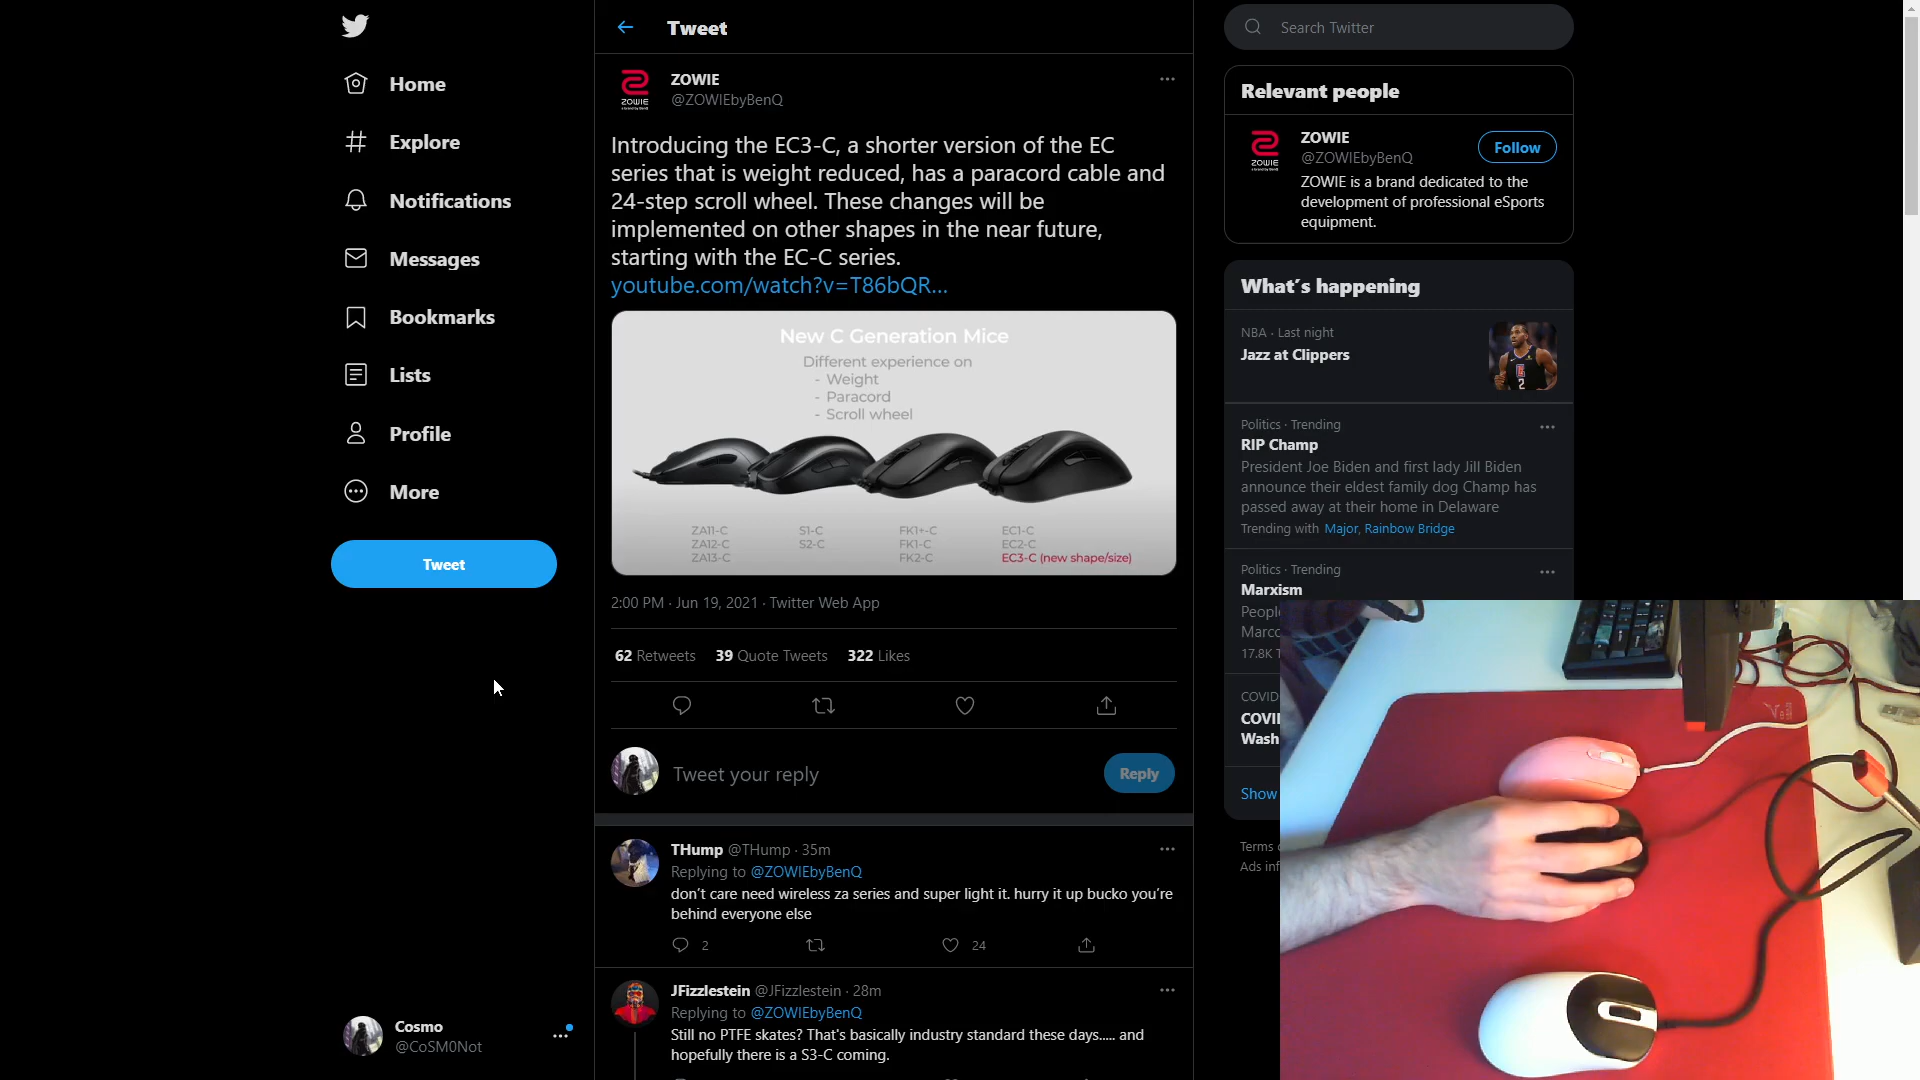 Home
Explore
Notifications
Messages
Bookmarks
Lists
Profile
More
Tweet
Cosmo
@CoSM0Not
Tweet
ZOWIE
@ZOWIEbyBenQ
Introducing the EC3-C, a shorter version of the EC
series that is weight reduced, has a paracord cable and
24-step scroll wheel. These changes will be
implemented on other shapes in the near future,
starting with the EC-C series.
youtube.com/watch?v=T86bQR...
New C Generation Mice
Different experience on
- Weight
- Paracord
- Scroll wheel
ZA11-C
ZA12-C
ZA13-C
S1-C
S2-C
FK1+-C
FK1-C
FK2-C
EC1-C
EC2-C
EC3-C (new shape/size)
2:00 PM · Jun 19, 2021 · Twitter Web App
62 Retweets 39 Quote Tweets 322 Likes
Tweet your reply
Reply
THump @THump · 35m
Replying to @ZOWIEbyBenQ
don't care need wireless za series and super light it. hurry it up bucko you're
behind everyone else
2 24
JFizzlestein @JFizzlestein · 28m
Replying to @ZOWIEbyBenQ
Still no PTFE skates? That's basically industry standard these days..... and
hopefully there is a S3-C coming.
Search Twitter
Relevant people
ZOWIE
@ZOWIEbyBenQ
Follow
ZOWIE is a brand dedicated to the
development of professional eSports
equipment.
What's happening
NBA · Last night
Jazz at Clippers
Politics · Trending
RIP Champ
President Joe Biden and first lady Jill Biden
announce their eldest family dog Champ has
passed away at their home in Delaware
Trending with Major, Rainbow Bridge
Politics · Trending
Marxism
17.8K
COVID
Wash
Show
Terms